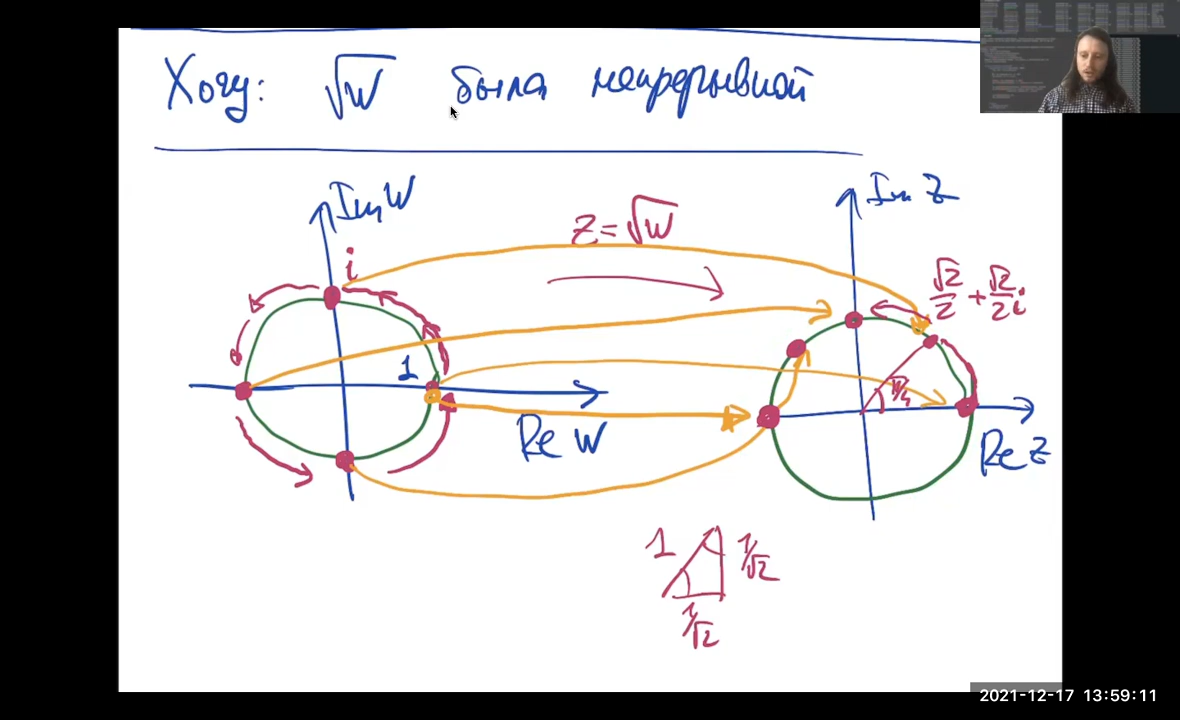 Хочу: √w была непрерывной
Im W
Im Z
z = √w
i
√2/2 + √2/2 i
1
π/4
Re W
Re Z
1
1/√2
1/√2
2021-12-17 13:59:11